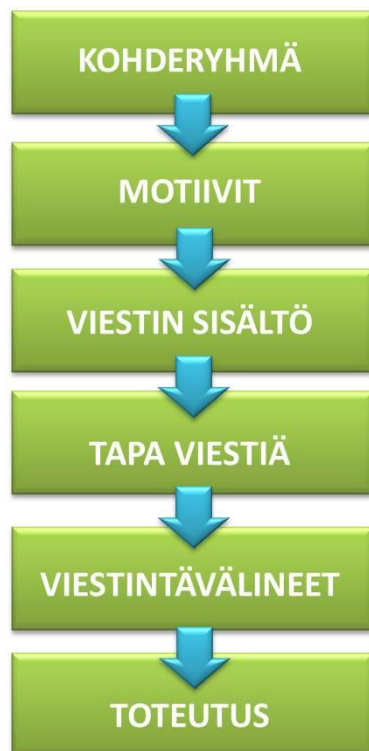 KOHDERYHMÄ
MOTIIVIT
VIESTIN SISÄLTÖ
TAPA VIESTIÄ
VIESTINTÄVÄLINEET
TOTEUTUS